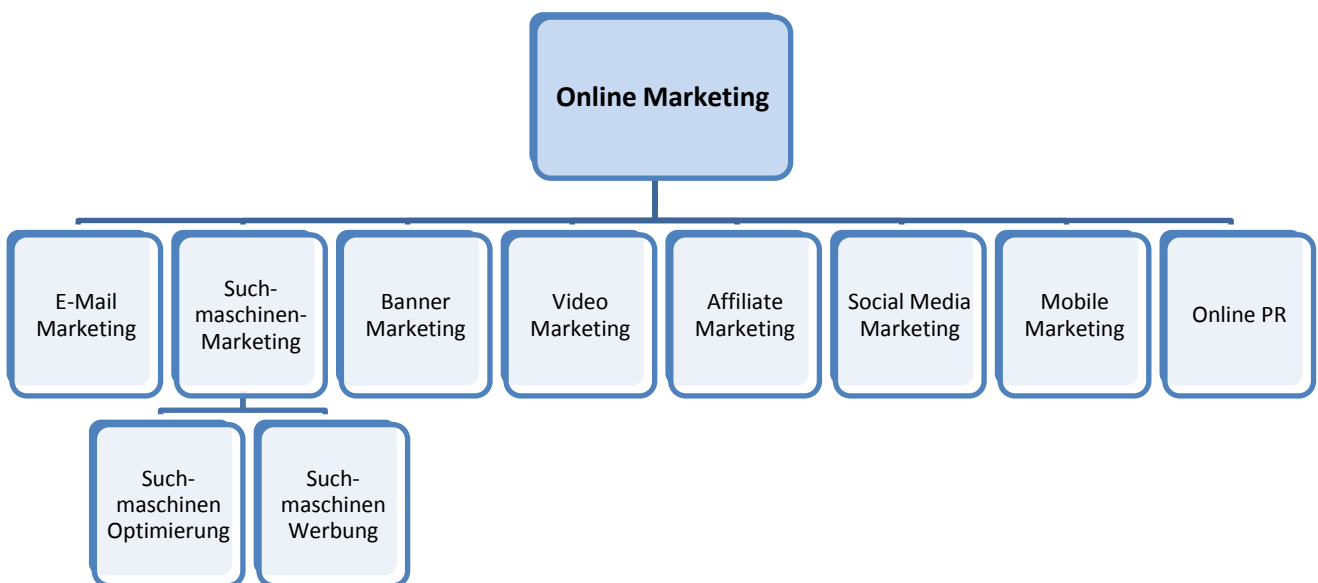 Online Marketing
E-Mail
Marketing
Such-
maschinen-
Marketing
Banner
Marketing
Video
Marketing
Affiliate
Marketing
Social Media
Marketing
Mobile
Marketing
Online PR
Such-
maschinen
Optimierung
Such-
maschinen
Werbung